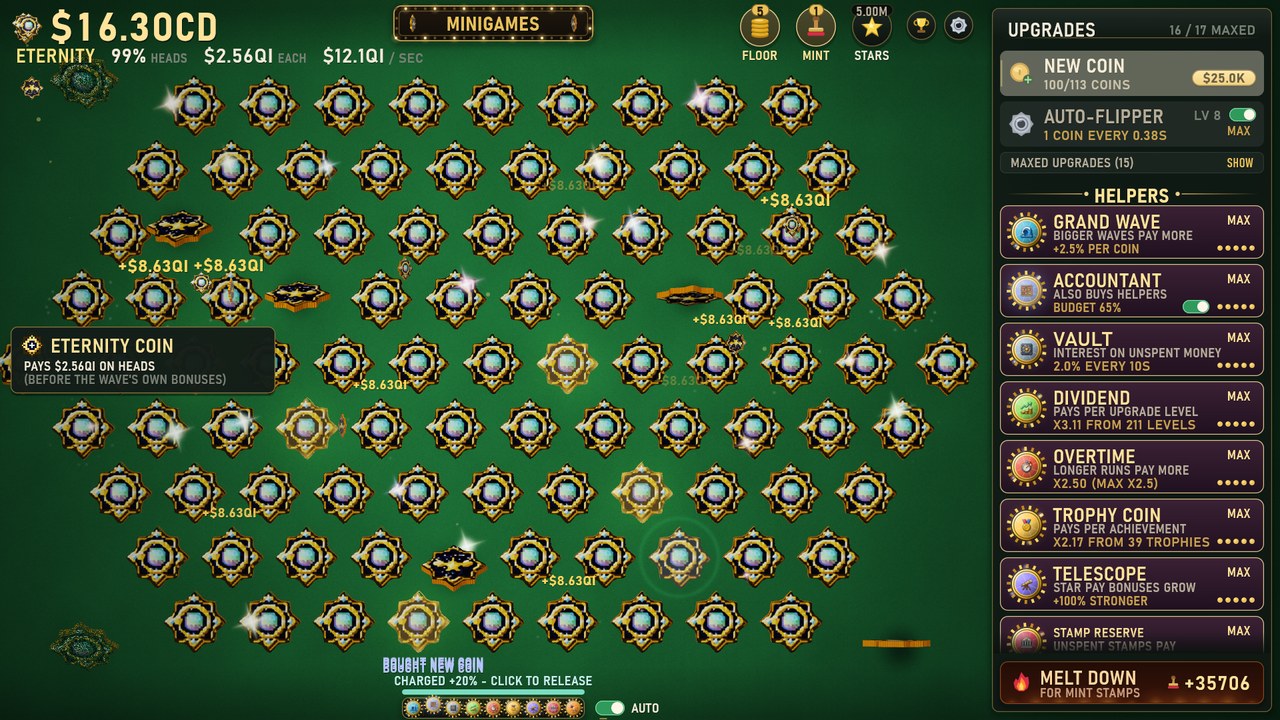 $16.30CD
ETERNITY 99% HEADS $2.56QI EACH $12.1QI / SEC
MINIGAMES
5
FLOOR
1
MINT
5.00M
STARS
+$8.63QI
+$8.63QI
+$8.63QI +$8.63QI
+$8.63QI
+$8.63QI
ETERNITY COIN
PAYS $2.56QI ON HEADS
(BEFORE THE WAVE'S OWN BONUSES)
+$8.63QI
+$8.63QI
+$8.63QI
BOUGHT NEW COIN
CHARGED +20% - CLICK TO RELEASE
AUTO
UPGRADES 16 / 17 MAXED
NEW COIN
100/113 COINS
$25.0K
AUTO-FLIPPER LV 8
1 COIN EVERY 0.38S MAX
MAXED UPGRADES (15) SHOW
HELPERS
GRAND WAVE MAX
BIGGER WAVES PAY MORE
+2.5% PER COIN
ACCOUNTANT MAX
ALSO BUYS HELPERS
BUDGET 65%
VAULT MAX
INTEREST ON UNSPENT MONEY
2.0% EVERY 10S
DIVIDEND MAX
PAYS PER UPGRADE LEVEL
X3.11 FROM 211 LEVELS
OVERTIME MAX
LONGER RUNS PAY MORE
X2.50 (MAX X2.5)
TROPHY COIN MAX
PAYS PER ACHIEVEMENT
X2.17 FROM 39 TROPHIES
TELESCOPE MAX
STAR PAY BONUSES GROW
+100% STRONGER
STAMP RESERVE MAX
UNSPENT STAMPS PAY
MELT DOWN
FOR MINT STAMPS
+35706